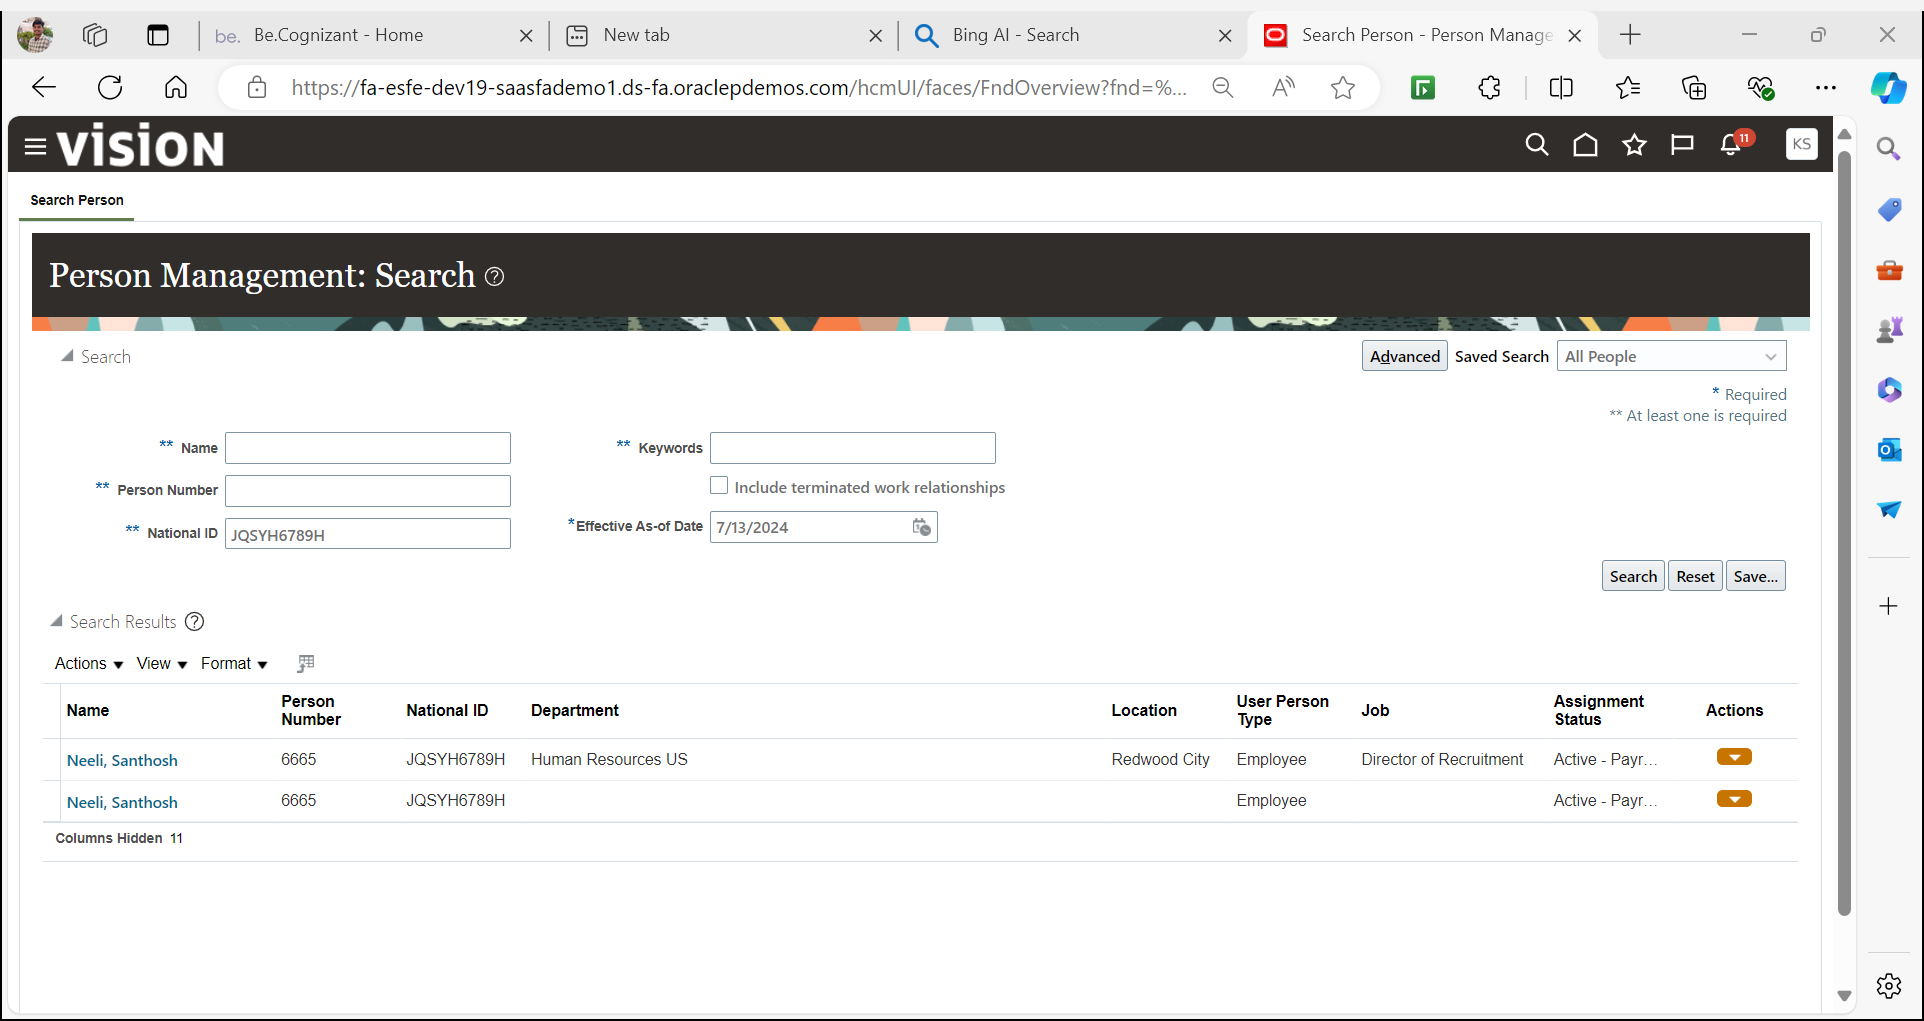 be. Be.Cognizant - Home
New tab
Bing AI - Search
Search Person - Person Manage
https://fa-esfe-dev19-saasfademo1.ds-fa.oraclepdemos.com/hcmUI/faces/FndOverview?fnd=%...
VISION
11
KS
Search Person
Person Management: Search
Search
Advanced Saved Search All People
* Required
** At least one is required
** Name
** Keywords
** Person Number
Include terminated work relationships
** National ID JQSYH6789H
*Effective As-of Date 7/13/2024
Search Reset Save...
Search Results
Actions View Format
Name Person Number National ID Department Location User Person Type Job Assignment Status Actions
Neeli, Santhosh 6665 JQSYH6789H Human Resources US Redwood City Employee Director of Recruitment Active - Payr...
Neeli, Santhosh 6665 JQSYH6789H Employee Active - Payr...
Columns Hidden 11